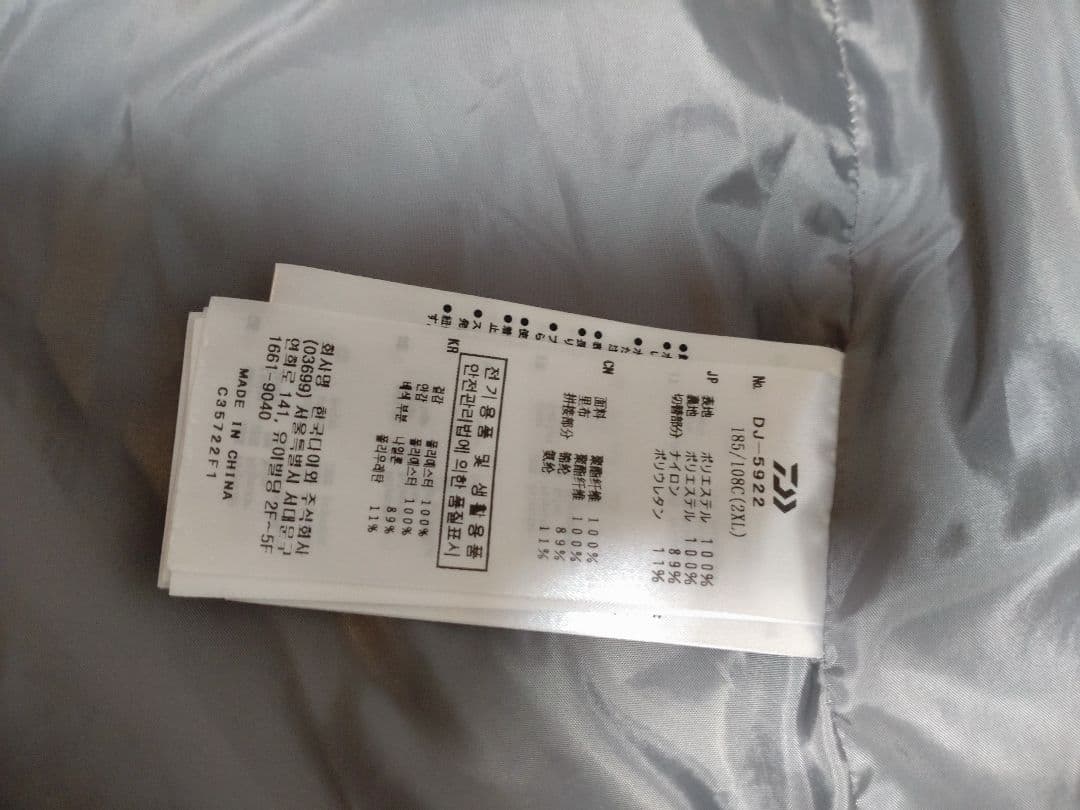 No. DJ-5922
185/108C(2XL)
JP
表地 ポリエステル 100%
裏地 ポリエステル 100%
切替部分 ナイロン 89%
ポリウレタン 11%
CN
面料 聚酯纤维 100%
里布 聚酯纤维 100%
拼接部分 锦纶 89%
氨纶 11%
전기용품 및 생활용품
안전관리법에 의한 품질표시
KR
겉감 폴리에스터 100%
안감 폴리에스터 100%
배색 부분 나일론 89%
폴리우레탄 11%
회사명 한국다이와 주식회사
(03699) 서울특별시 서대문구
연희로 141, 유이빌딩 2F~5F
1661-9040,
MADE IN CHINA
C35722F1